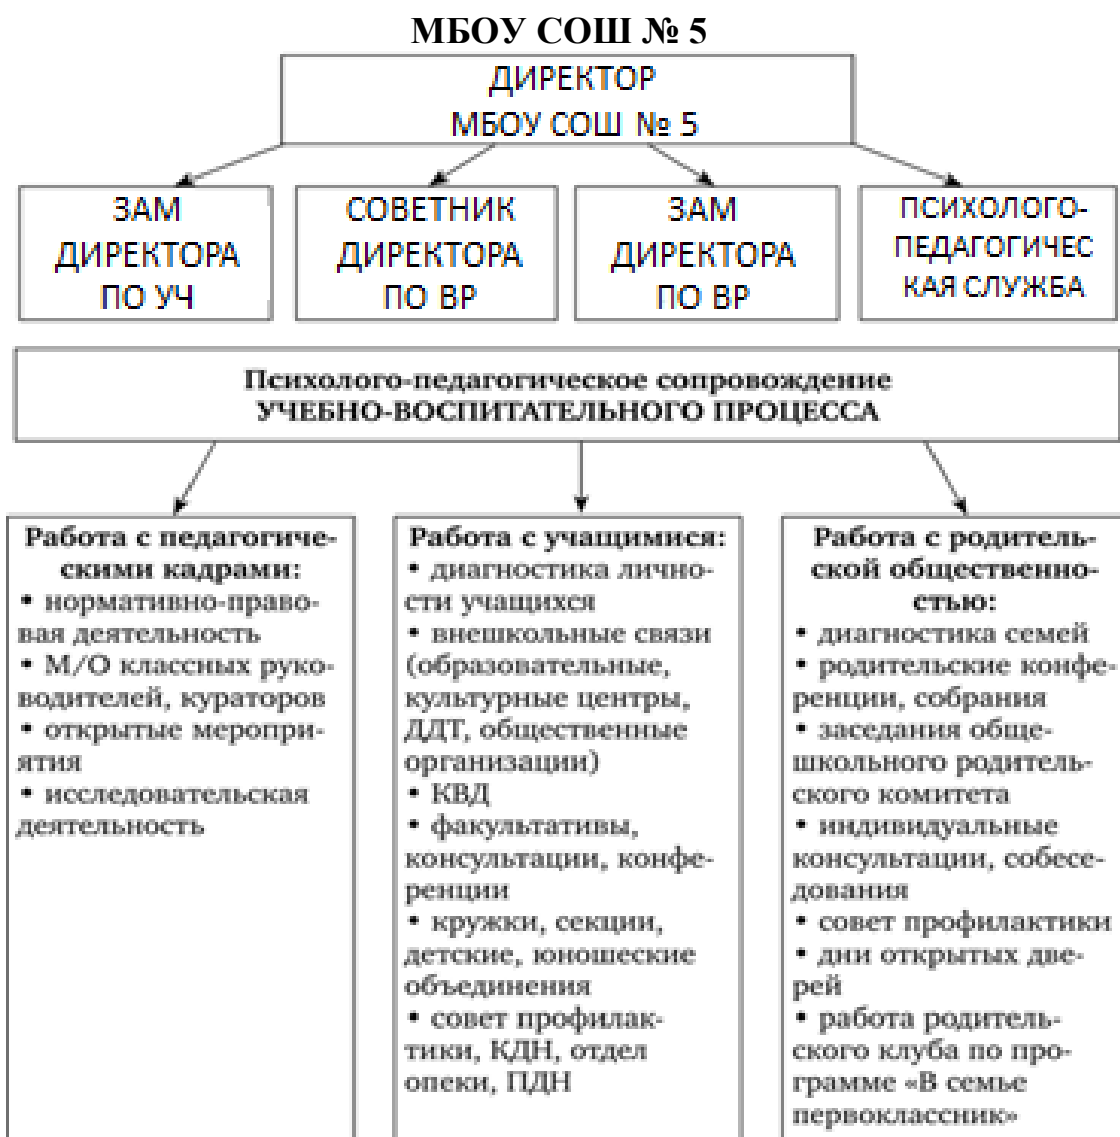 МБОУ СОШ № 5
ДИРЕКТОР
МБОУ СОШ № 5
ЗАМ
ДИРЕКТОРА
ПО УЧ
СОВЕТНИК
ДИРЕКТОРА
ПО ВР
ЗАМ
ДИРЕКТОРА
ПО ВР
ПСИХОЛОГО-
ПЕДАГОГИЧЕС
КАЯ СЛУЖБА
Психолого-педагогическое сопровождение
УЧЕБНО-ВОСПИТАТЕЛЬНОГО ПРОЦЕССА
Работа с педагогиче-
скими кадрами:
• нормативно-право-
вая деятельность
• М/О классных руко-
водителей, кураторов
• открытые меропри-
ятия
• исследовательская
деятельность
Работа с учащимися:
• диагностика лично-
сти учащихся
• внешкольные связи
(образовательные,
культурные центры,
ДДТ, общественные
организации)
• КВД
• факультативы,
консультации, конфе-
ренции
• кружки, секции,
детские, юношеские
объединения
• совет профилак-
тики, КДН, отдел
опеки, ПДН
Работа с родитель-
ской общественно-
стью:
• диагностика семей
• родительские конфе-
ренции, собрания
• заседания обще-
школьного родитель-
ского комитета
• индивидуальные
консультации, собесе-
дования
• совет профилактики
• дни открытых две-
рей
• работа родитель-
ского клуба по про-
грамме «В семье
первоклассник»